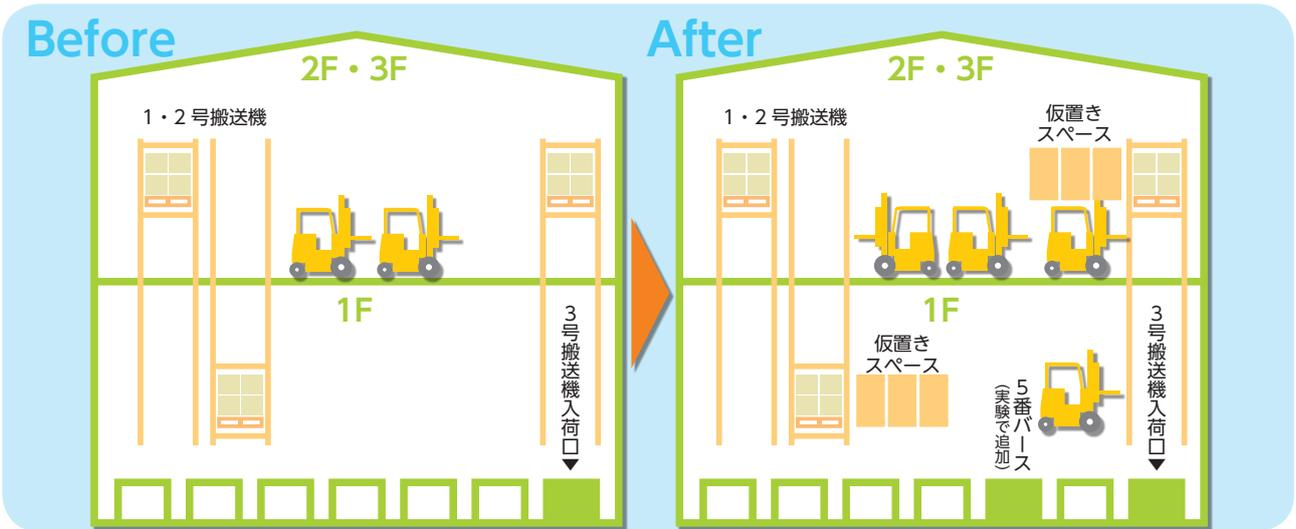 Before
2F・3F
1・2号搬送機
1F
3号搬送機入荷口▼
After
2F・3F
1・2号搬送機
仮置き
スペース
1F
仮置き
スペース
5番バース
（実験で追加）
3号搬送機入荷口▼